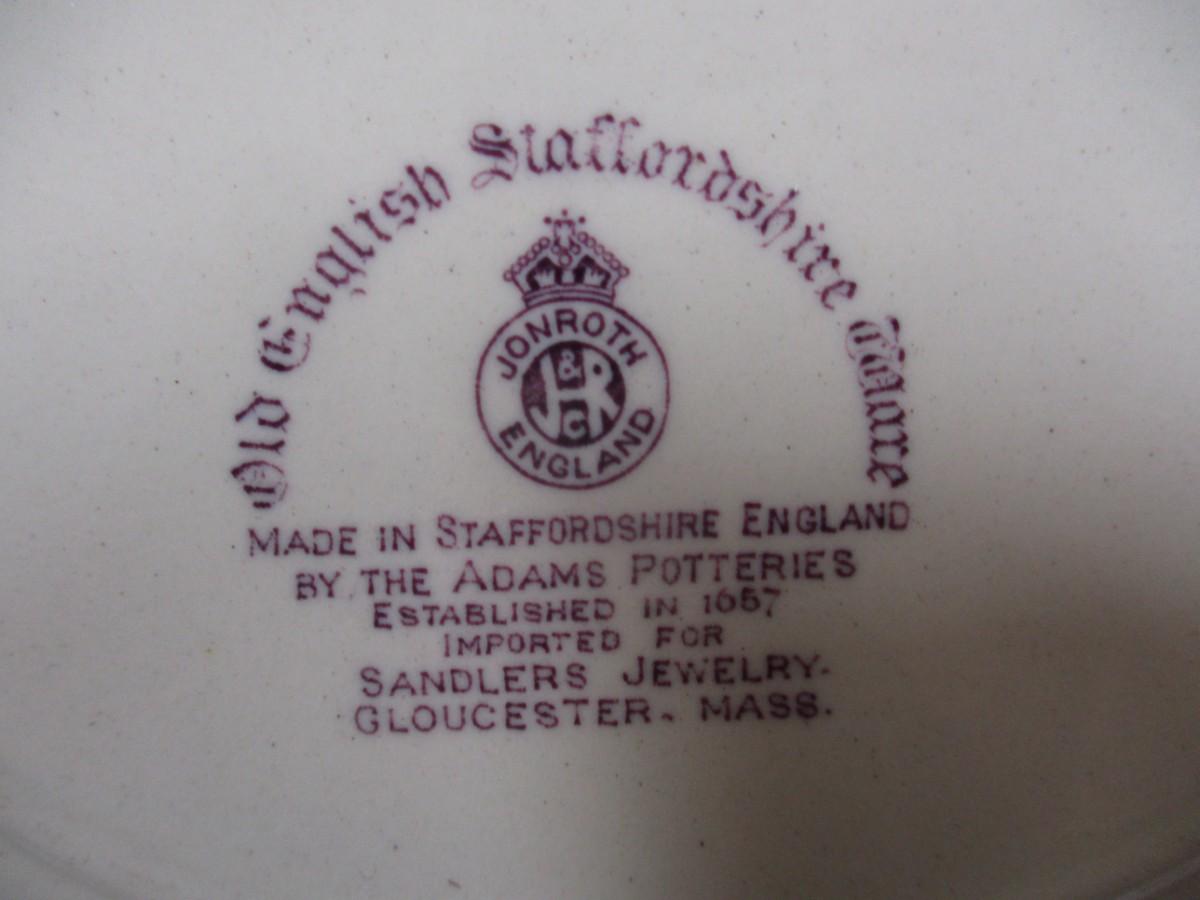 Old English Staffordshire Ware
JONROTH
J&R
C
ENGLAND
MADE IN STAFFORDSHIRE ENGLAND
BY THE ADAMS POTTERIES
ESTABLISHED IN 1657
IMPORTED FOR
SANDLERS JEWELRY.
GLOUCESTER, MASS.